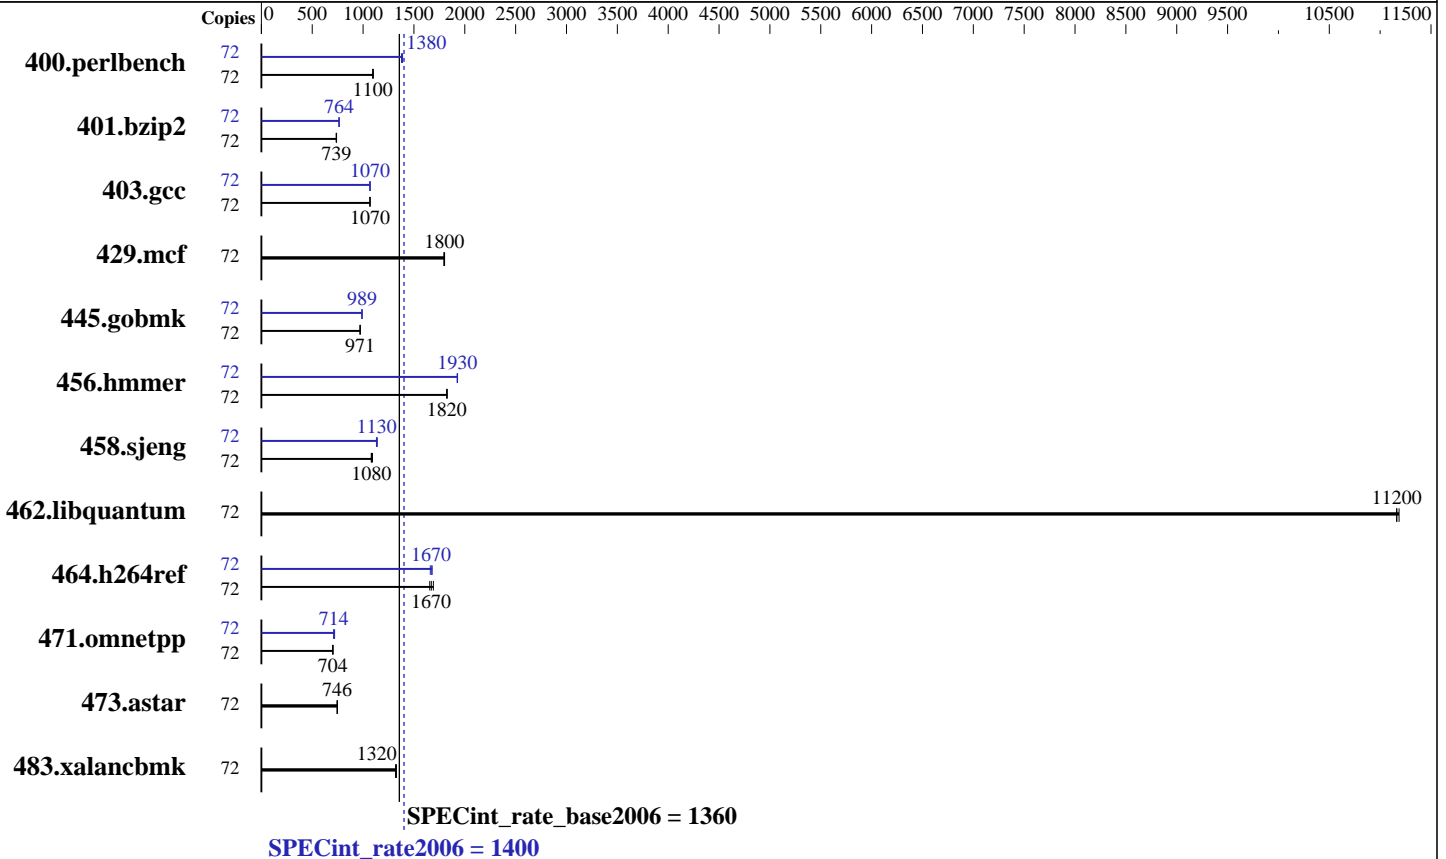 Copies 0 500 1000 1500 2000 2500 3000 3500 4000 4500 5000 5500 6000 6500 7000 7500 8000 8500 9000 9500 10500 11500
400.perlbench 72 1380
72 1100
401.bzip2 72 764
72 739
403.gcc 72 1070
72 1070
429.mcf 72 1800
445.gobmk 72 989
72 971
456.hmmer 72 1930
72 1820
458.sjeng 72 1130
72 1080
462.libquantum 72 11200
464.h264ref 72 1670
72 1670
471.omnetpp 72 714
72 704
473.astar 72 746
483.xalancbmk 72 1320
SPECint_rate_base2006 = 1360
SPECint_rate2006 = 1400